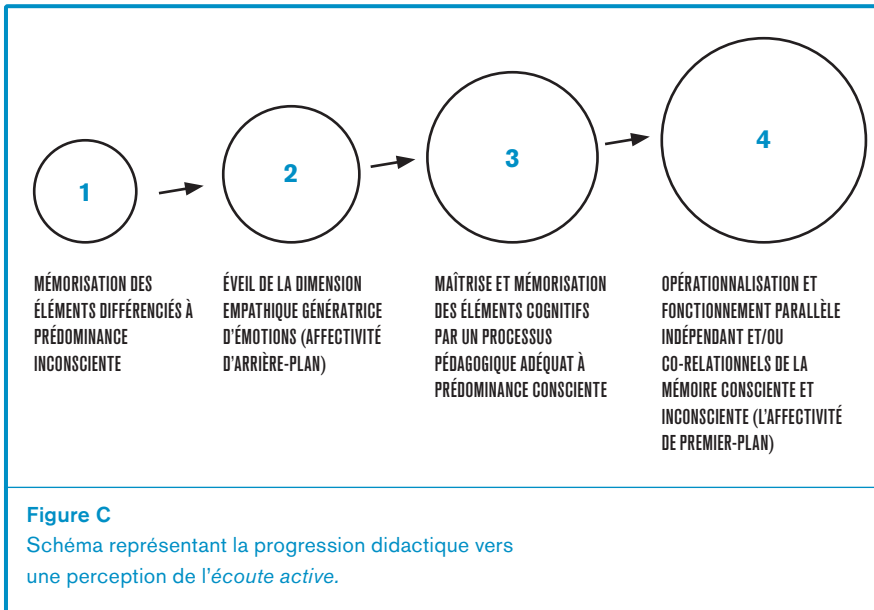 1
2
3
4
MÉMORISATION DES
ÉLÉMENTS DIFFÉRENCIÉS À
PRÉDOMINANCE
INCONSCIENTE
ÉVEIL DE LA DIMENSION
EMPATHIQUE GÉNÉRATRICE
D'ÉMOTIONS (AFFECTIVITÉ
D'ARRIÈRE-PLAN)
MAÎTRISE ET MÉMORISATION
DES ÉLÉMENTS COGNITIFS
PAR UN PROCESSUS
PÉDAGOGIQUE ADÉQUAT À
PRÉDOMINANCE CONSCIENTE
OPÉRATIONNALISATION ET
FONCTIONNEMENT PARALLÈLE
INDÉPENDANT ET/OU
CO-RELATIONNELS DE LA
MÉMOIRE CONSCIENTE ET
INCONSCIENTE (L'AFFECTIVITÉ
DE PREMIER-PLAN)
Figure C
Schéma représentant la progression didactique vers
une perception de l'écoute active.